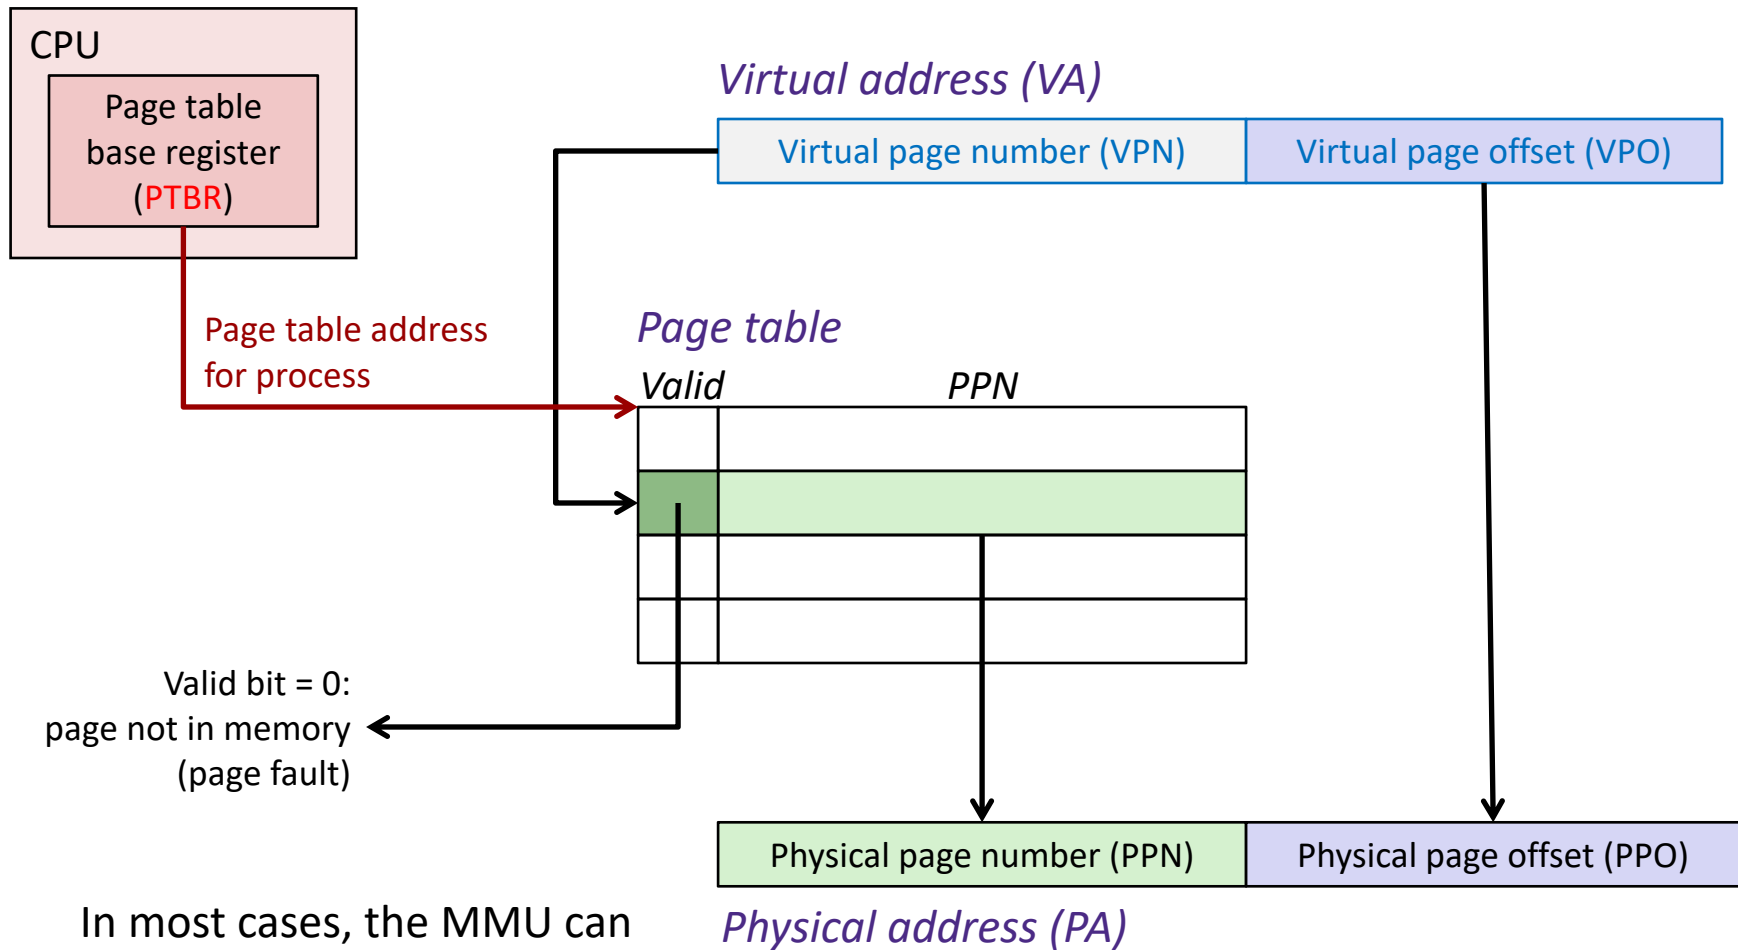 CPU
Page table
base register
(PTBR)
Virtual address (VA)
Virtual page number (VPN)
Virtual page offset (VPO)
Page table address
for process
Page table
Valid
PPN
Valid bit = 0:
page not in memory
(page fault)
Physical page number (PPN)
Physical page offset (PPO)
In most cases, the MMU can
Physical address (PA)